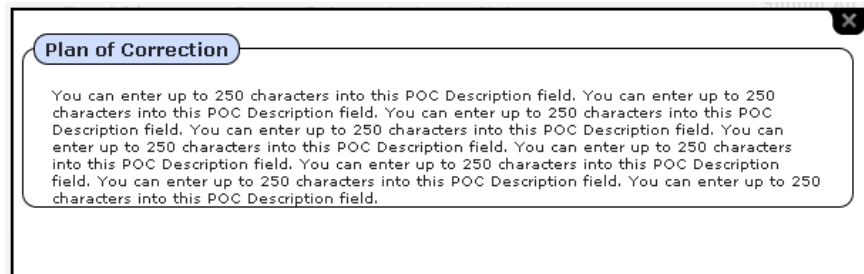 Plan of Correction
You can enter up to 250 characters into this POC Description field. You can enter up to 250
characters into this POC Description field. You can enter up to 250 characters into this POC
Description field. You can enter up to 250 characters into this POC Description field. You can
enter up to 250 characters into this POC Description field. You can enter up to 250 characters
into this POC Description field. You can enter up to 250 characters into this POC Description
field. You can enter up to 250 characters into this POC Description field. You can enter up to 250
characters into this POC Description field.